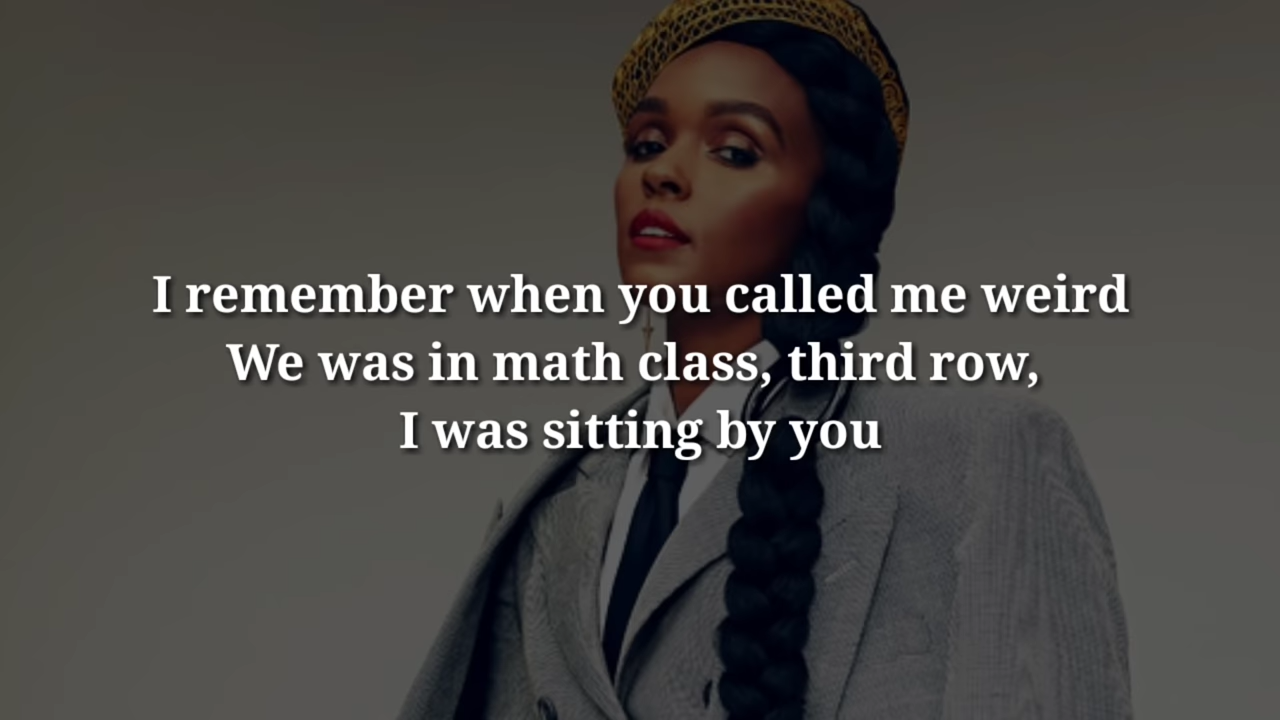 I remember when you called me weird
We was in math class, third row,
I was sitting by you